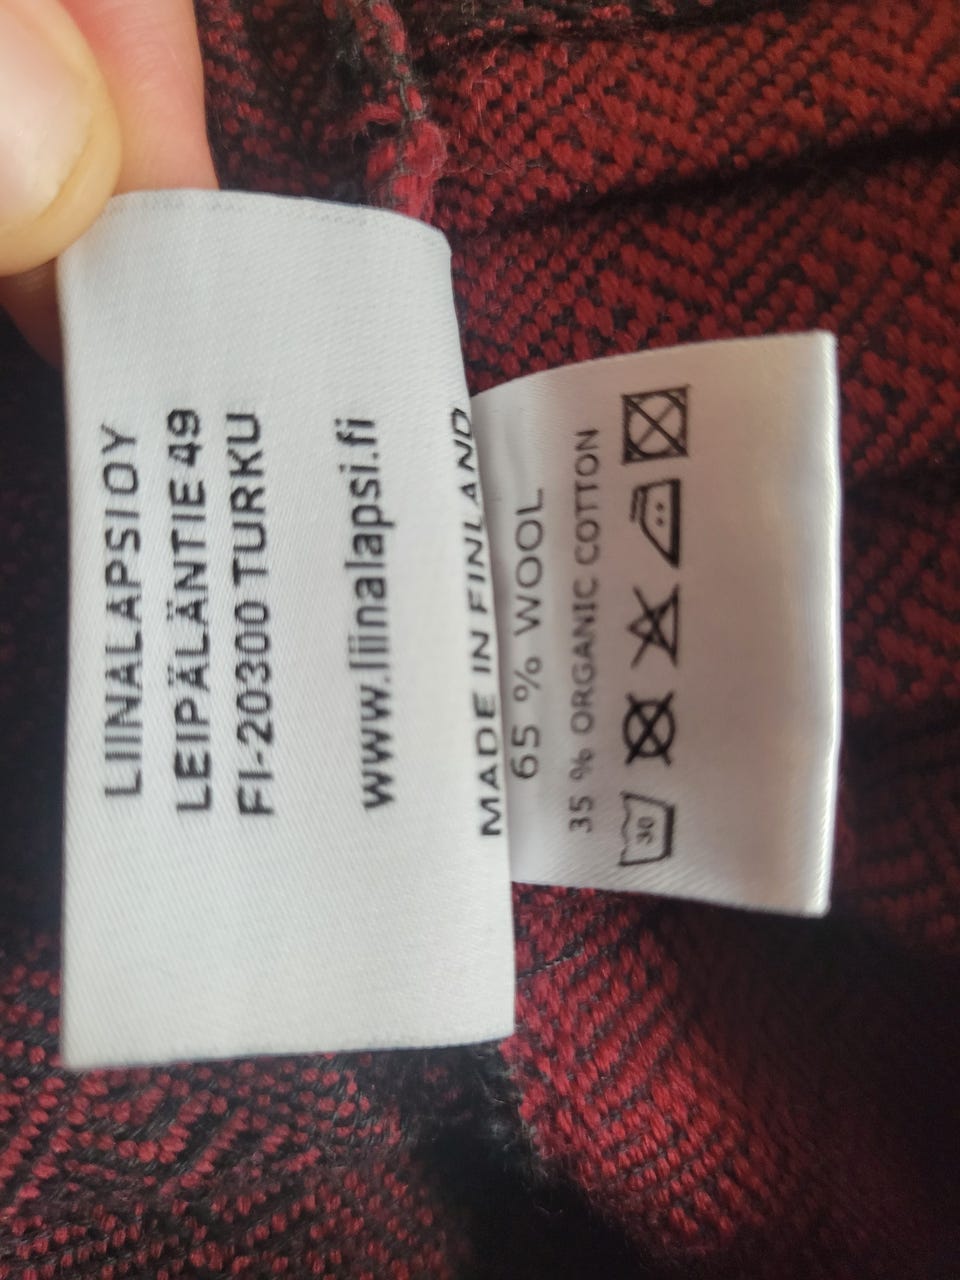 LIINALAPSI OY
LEIPÄLÄNTIE 49
FI-20300 TURKU
www.liinalapsi.fi
MADE IN FINLAND
65 % WOOL
35 % ORGANIC COTTON
30